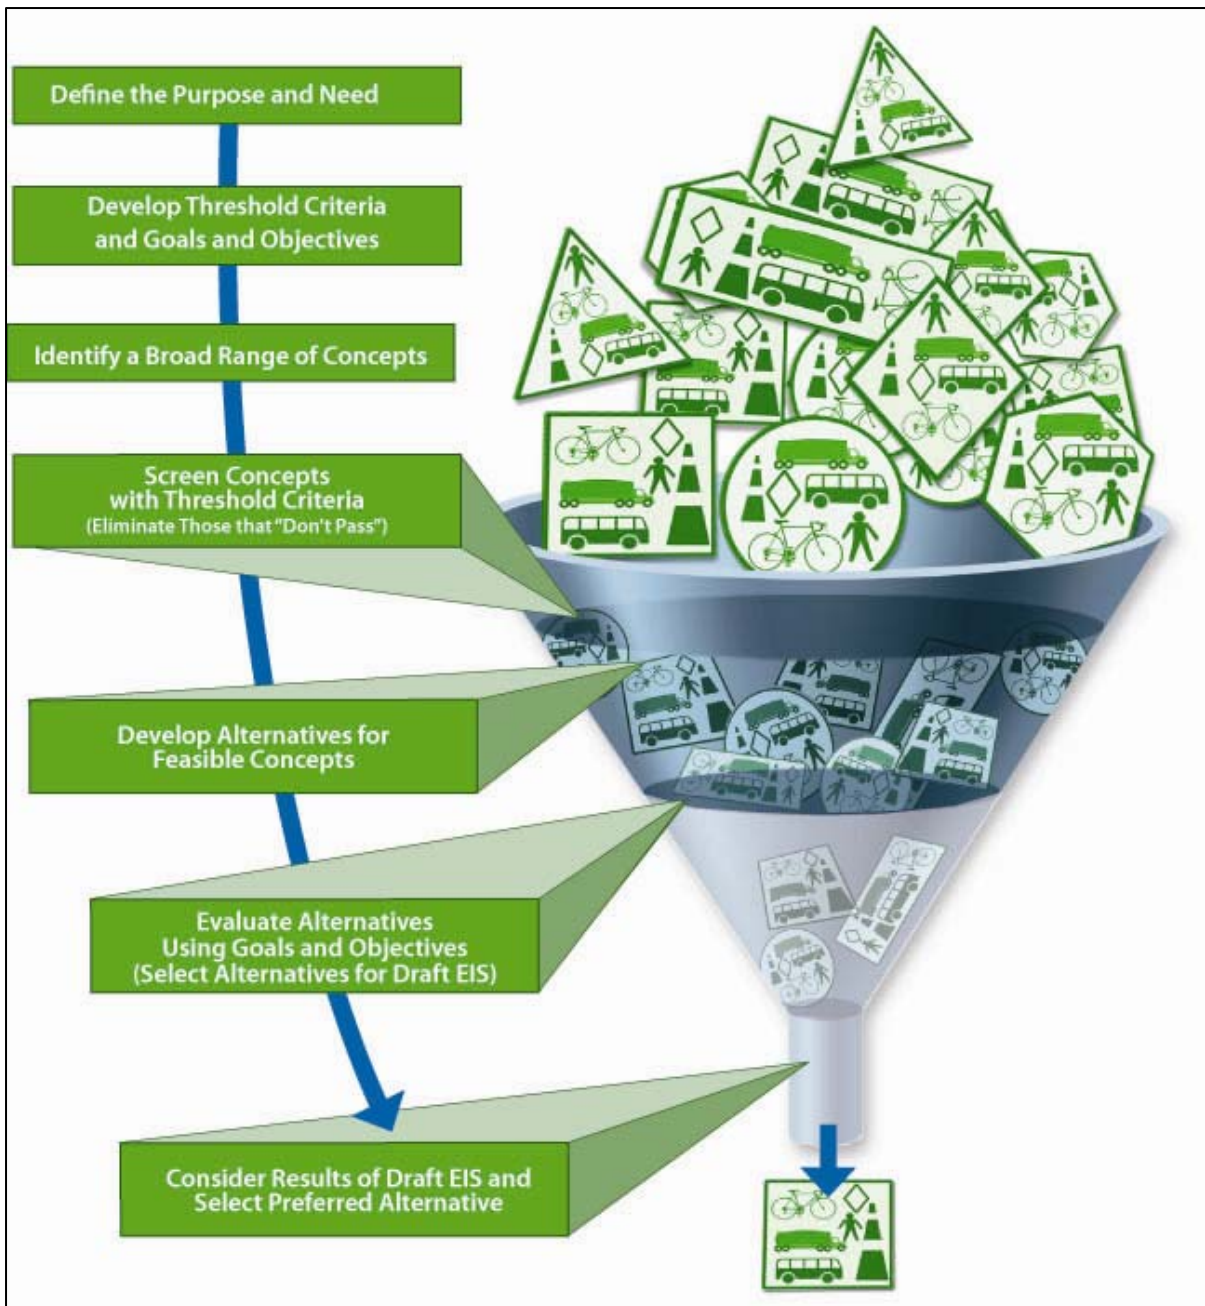 Define the Purpose and Need
Develop Threshold Criteria
and Goals and Objectives
Identify a Broad Range of Concepts
Screen Concepts
with Threshold Criteria
(Eliminate Those that "Don't Pass")
Develop Alternatives for
Feasible Concepts
Evaluate Alternatives
Using Goals and Objectives
(Select Alternatives for Draft EIS)
Consider Results of Draft EIS and
Select Preferred Alternative